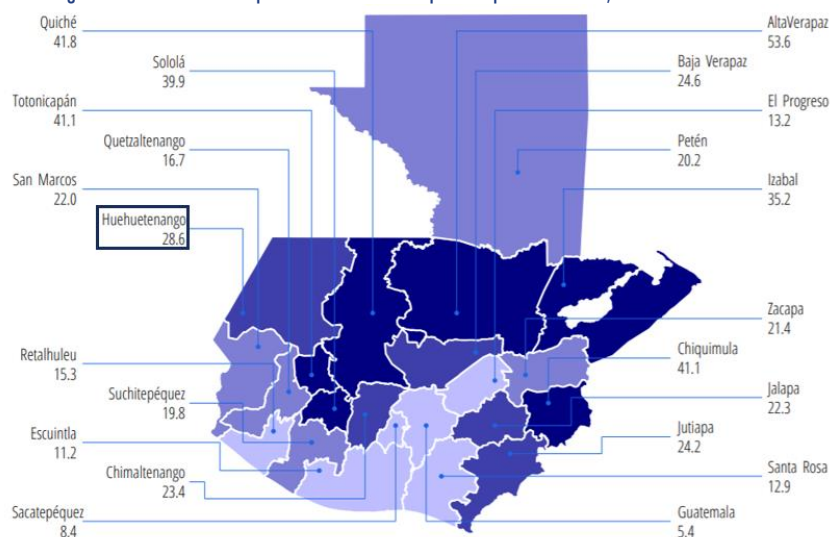 Quiché
41.8
Sololá
39.9
Totonicapán
41.1
Quetzaltenango
16.7
San Marcos
22.0
Huehuetenango
28.6
Retalhuleu
15.3
Suchitepéquez
19.8
Escuintla
11.2
Chimaltenango
23.4
Sacatepéquez
8.4
AltaVerapaz
53.6
Baja Verapaz
24.6
El Progreso
13.2
Petén
20.2
Izabal
35.2
Zacapa
21.4
Chiquimula
41.1
Jalapa
22.3
Jutiapa
24.2
Santa Rosa
12.9
Guatemala
5.4